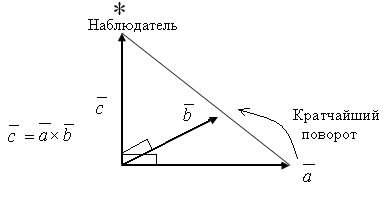 *
Наблюдатель
c̅
b̅
Кратчайший
поворот
c̅ = a̅ × b̅
a̅